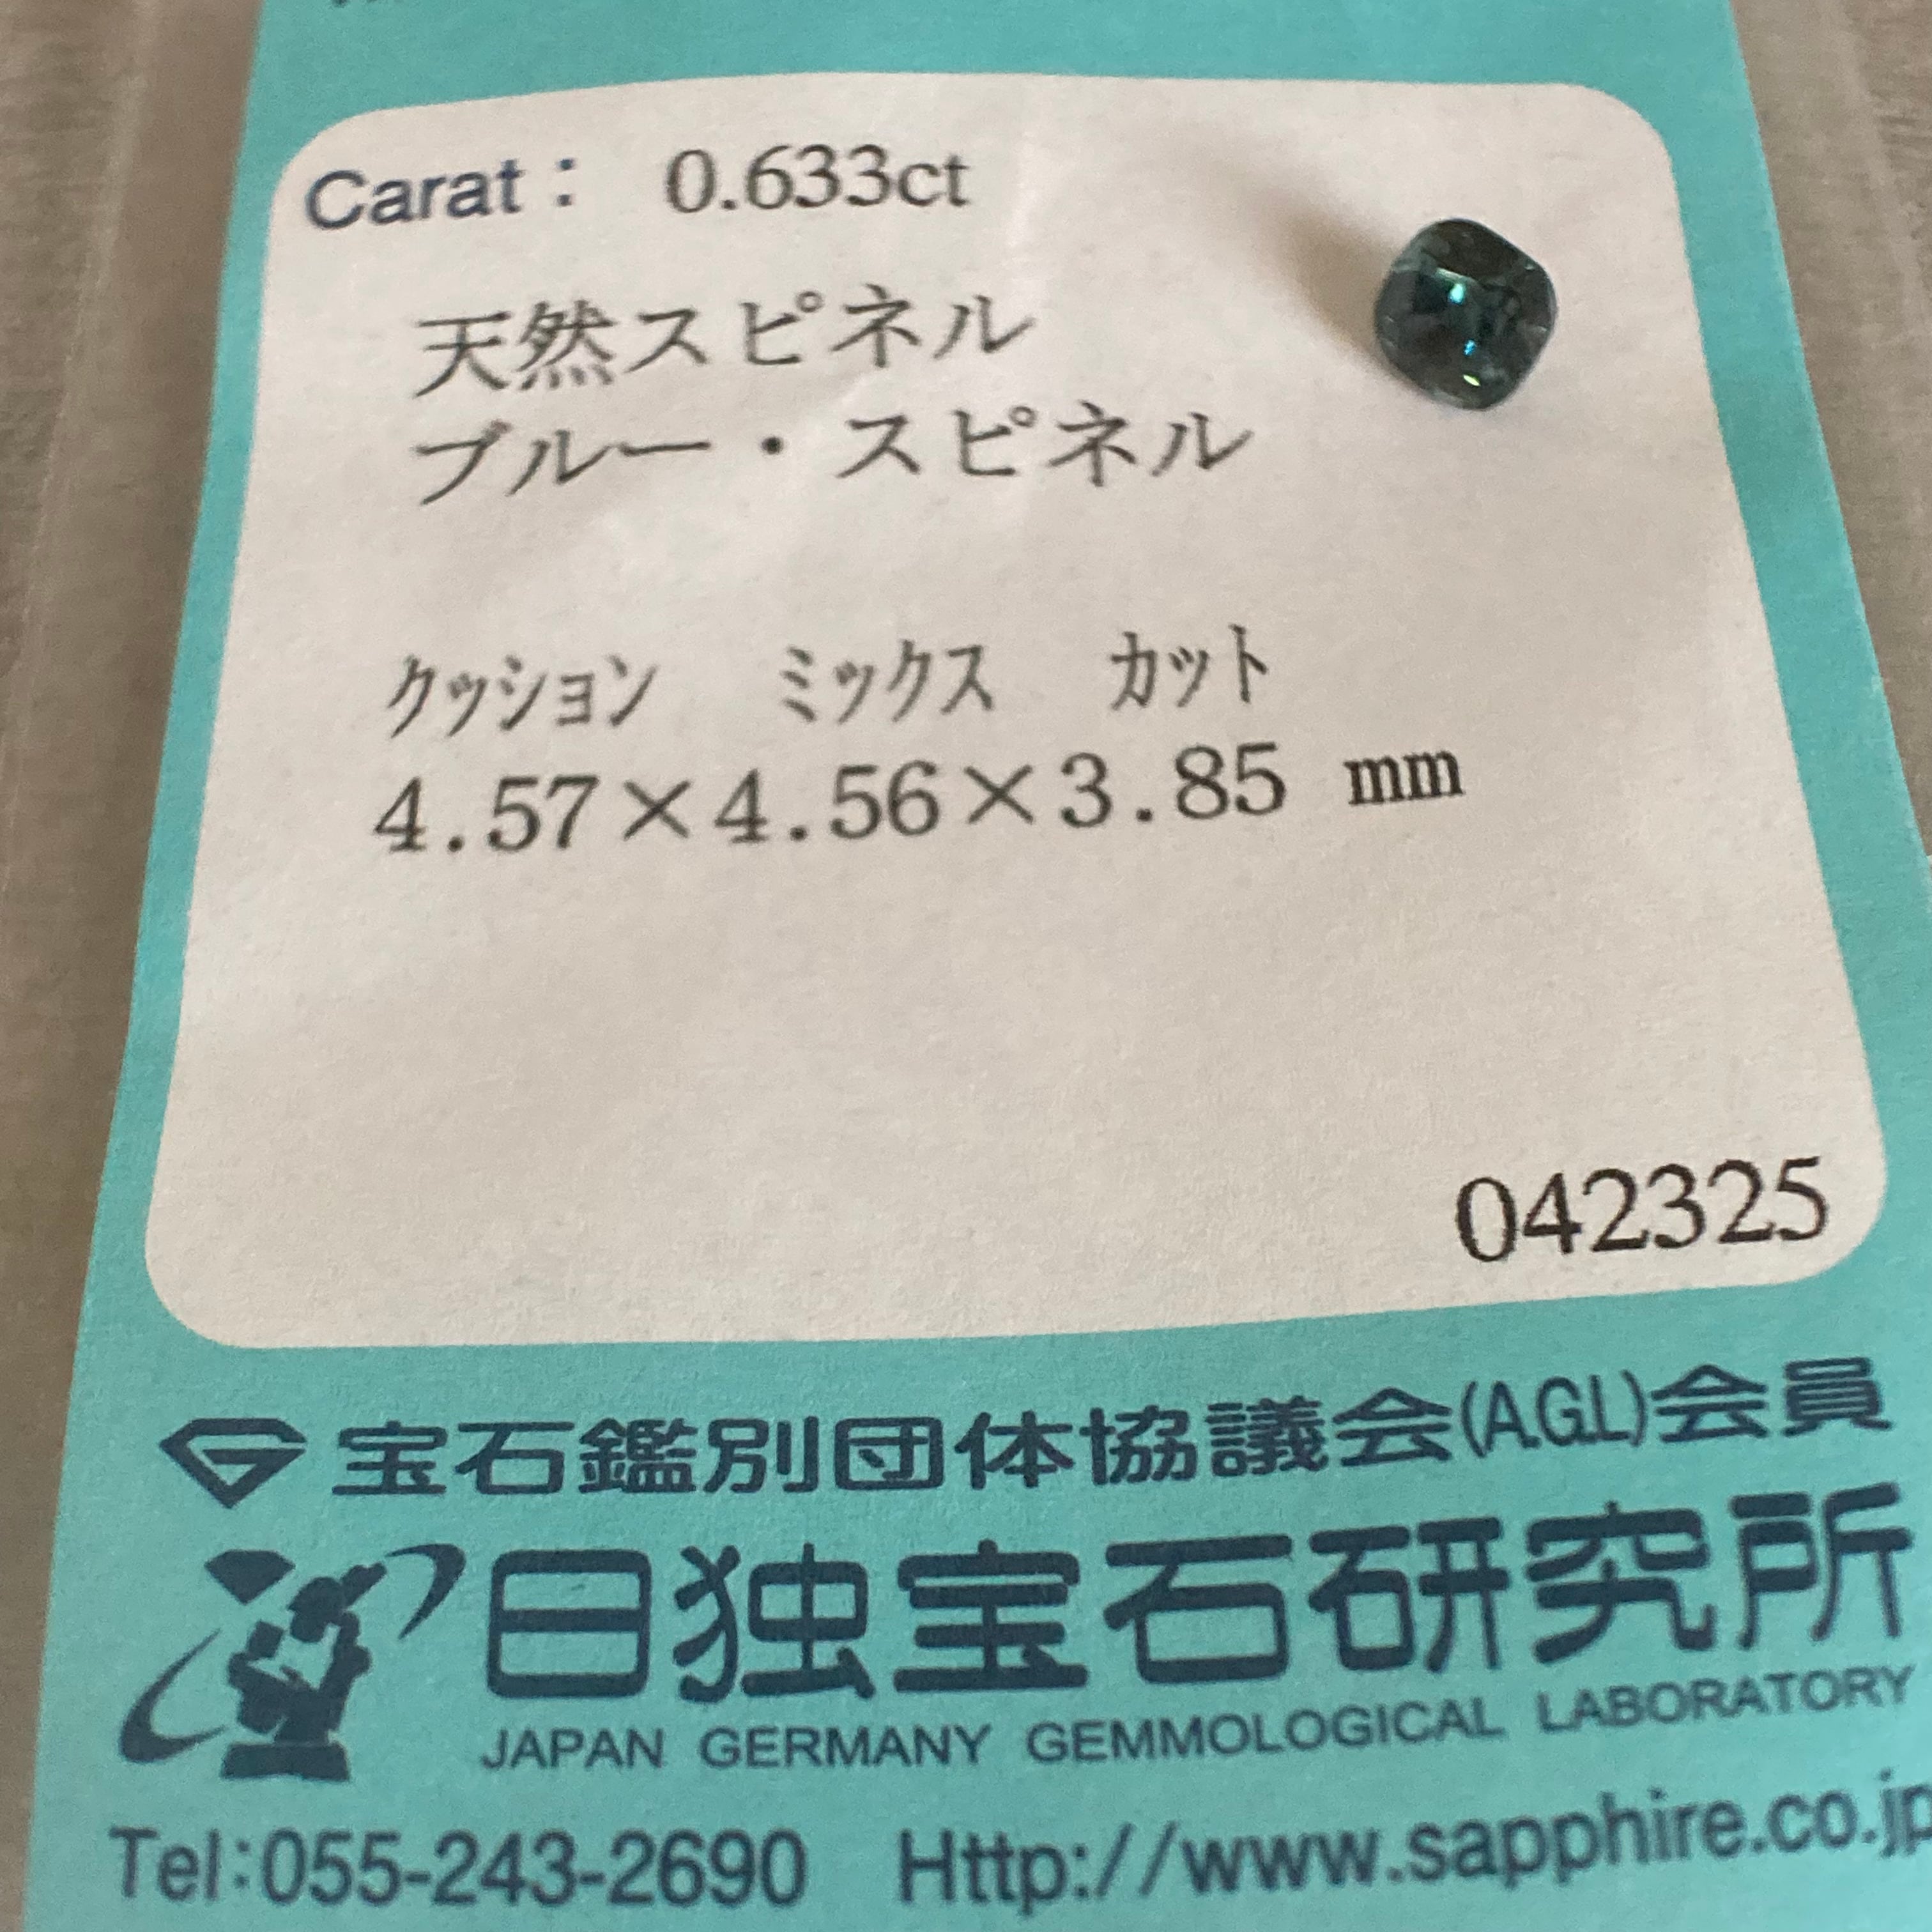 Carat： 0.633ct
天然スピネル
ブルー・スピネル
クッション ミックス カット
4.57×4.56×3.85 mm
042325
宝石鑑別団体協議会(A.G.L)会員
日独宝石研究所
JAPAN GERMANY GEMMOLOGICAL LABORATORY
Tel:055-243-2690 Http://www.sapphire.co.jp